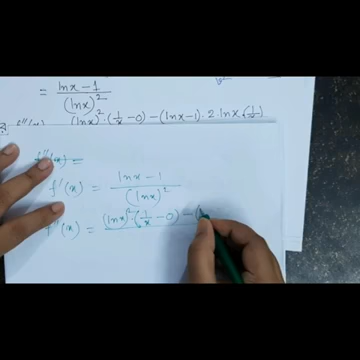 = lnx - 1 / (lnx)²
f''(x) (lnx)²·(1/x - 0) - (lnx - 1)·2·lnx·(1/x)
f''(x) =
f'(x) = lnx - 1 / (lnx)²
f''(x) = (lnx)²·(1/x - 0) - (